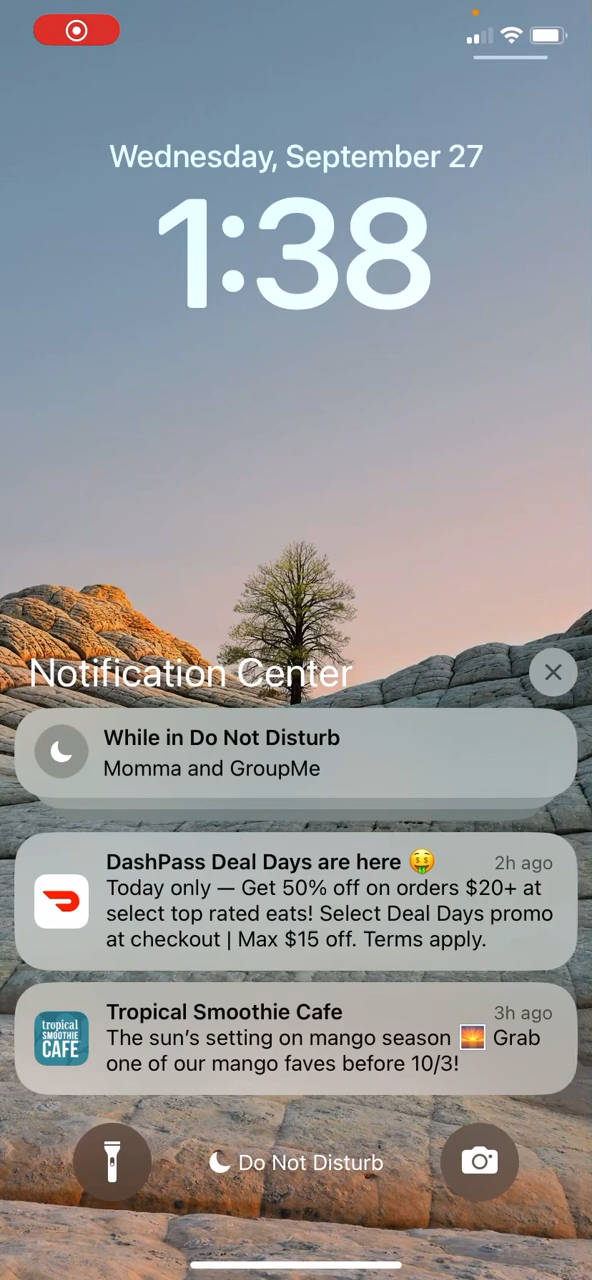 Wednesday, September 27
1:38
Notification Center
While in Do Not Disturb
Momma and GroupMe
DashPass Deal Days are here 🤑 2h ago
Today only — Get 50% off on orders $20+ at
select top rated eats! Select Deal Days promo
at checkout | Max $15 off. Terms apply.
tropical
SMOOTHIE
CAFE
Tropical Smoothie Cafe 3h ago
The sun’s setting on mango season 🌅 Grab
one of our mango faves before 10/3!
Do Not Disturb